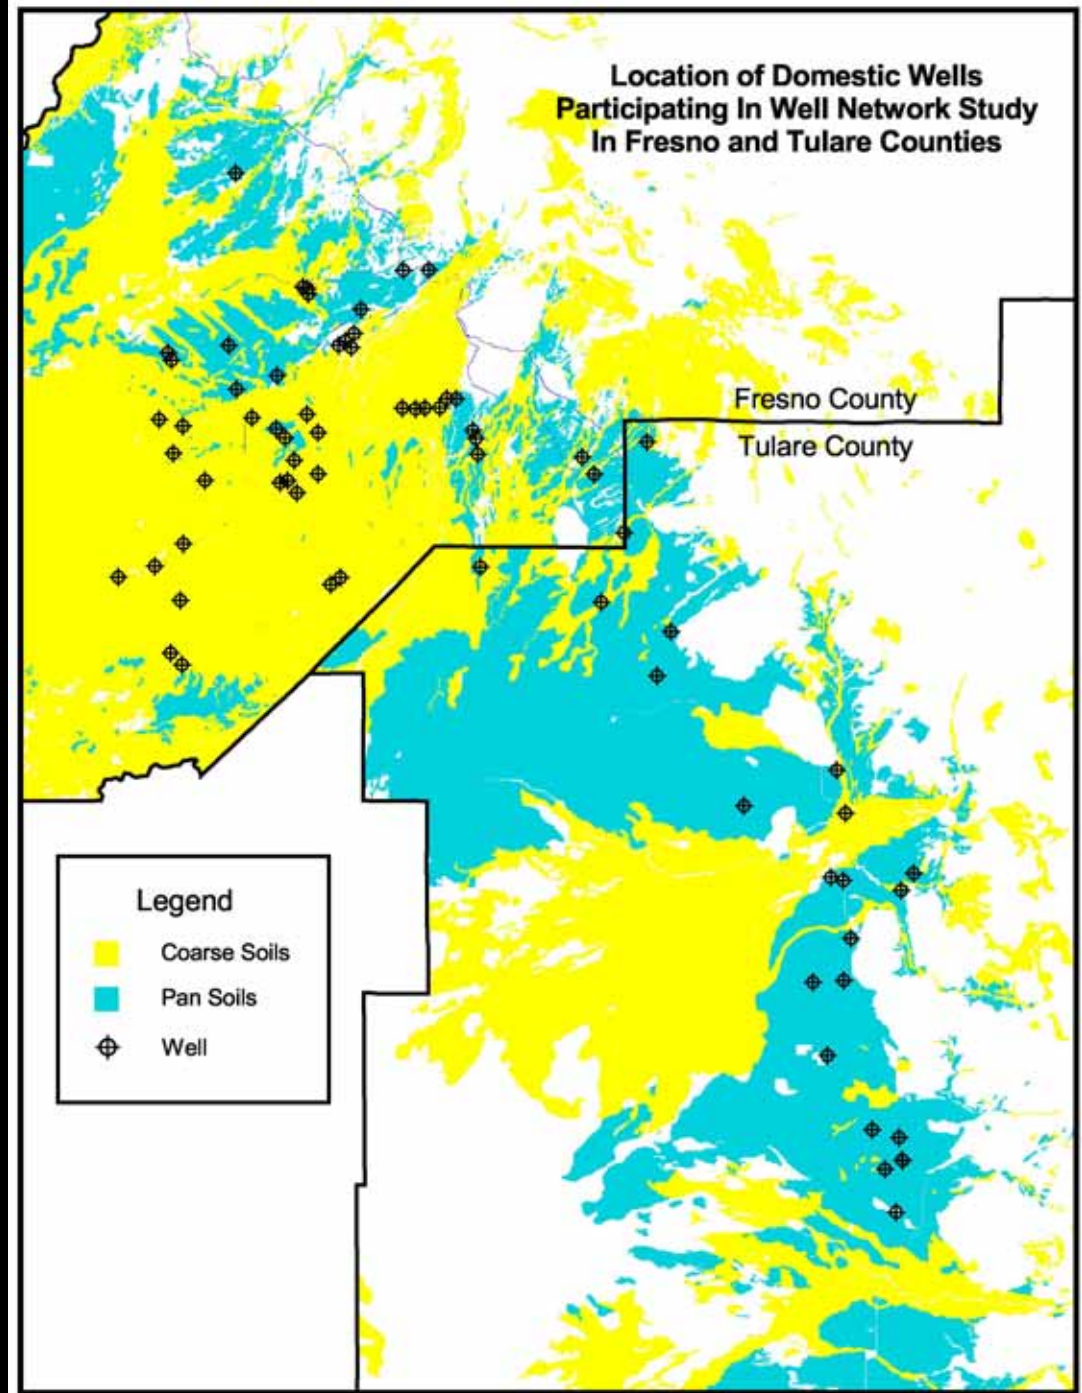 Location of Domestic Wells
Participating In Well Network Study
In Fresno and Tulare Counties
Fresno County
Tulare County
Legend
Coarse Soils
Pan Soils
Well